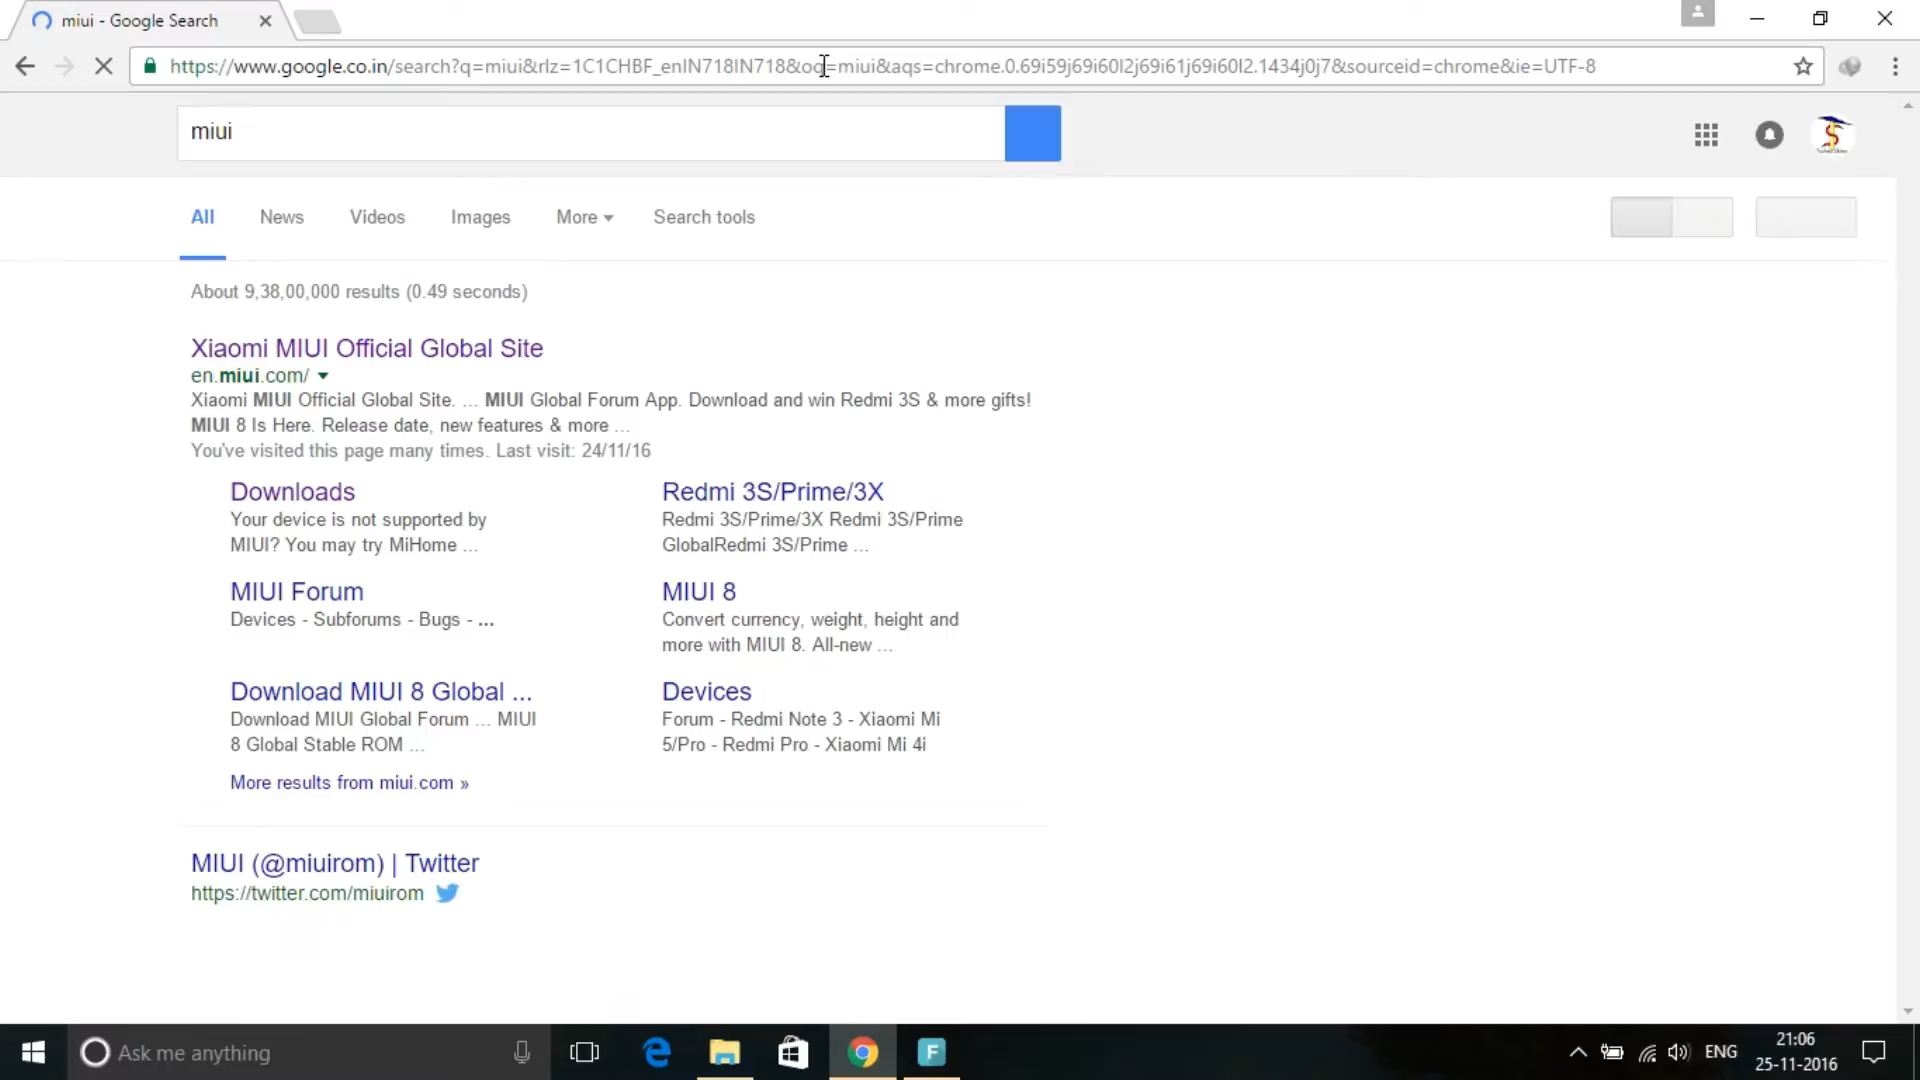 miui - Google Search
https://www.google.co.in/search?q=miui&rlz=1C1CHBF_enIN718IN718&oq=miui&aqs=chrome.0.69i59j69i60l2j69i61j69i60l2.1434j0j7&sourceid=chrome&ie=UTF-8
miui
All News Videos Images More Search tools
About 9,38,00,000 results (0.49 seconds)
Xiaomi MIUI Official Global Site
en.miui.com/
Xiaomi MIUI Official Global Site. ... MIUI Global Forum App. Download and win Redmi 3S & more gifts!
MIUI 8 Is Here. Release date, new features & more ...
You've visited this page many times. Last visit: 24/11/16
Downloads
Your device is not supported by
MIUI? You may try MiHome ...
Redmi 3S/Prime/3X
Redmi 3S/Prime/3X Redmi 3S/Prime
GlobalRedmi 3S/Prime ...
MIUI Forum
Devices - Subforums - Bugs - ...
MIUI 8
Convert currency, weight, height and
more with MIUI 8. All-new ...
Download MIUI 8 Global ...
Download MIUI Global Forum ... MIUI
8 Global Stable ROM ...
Devices
Forum - Redmi Note 3 - Xiaomi Mi
5/Pro - Redmi Pro - Xiaomi Mi 4i
More results from miui.com »
MIUI (@miuirom) | Twitter
https://twitter.com/miuirom
Ask me anything
F
ENG
21:06
25-11-2016